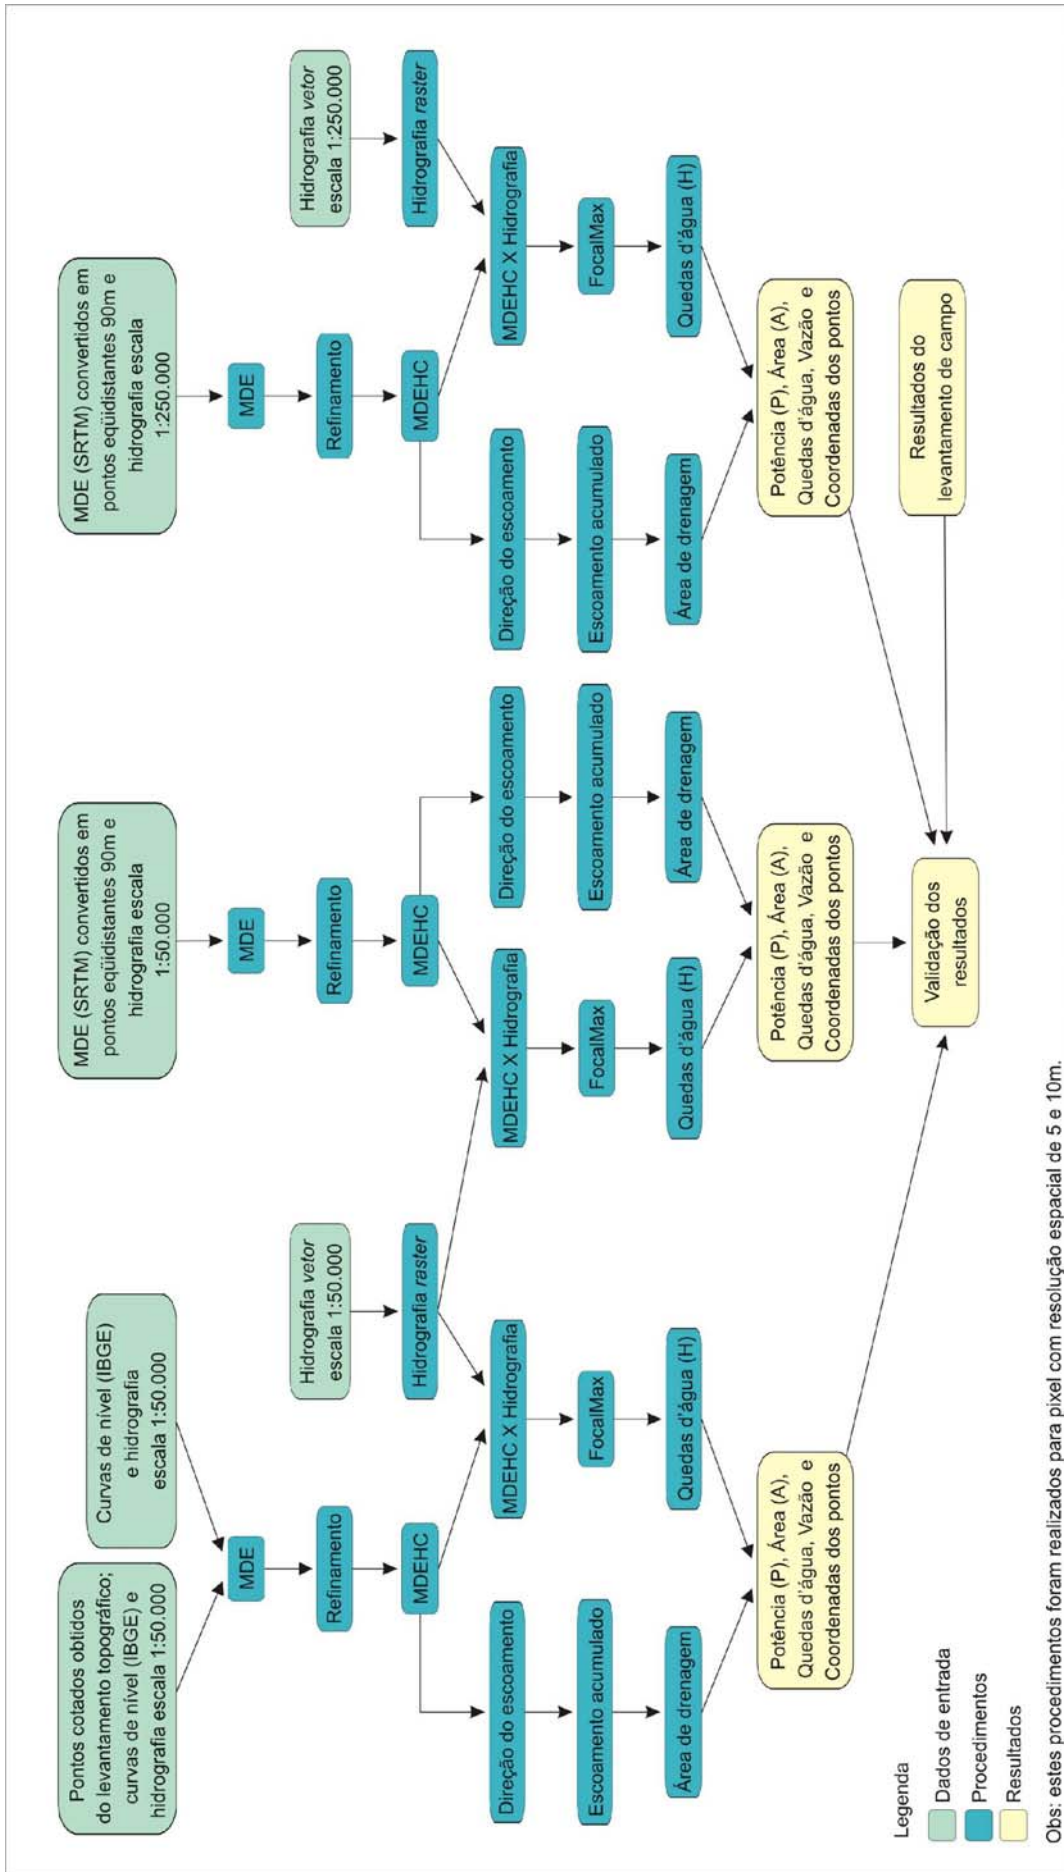 Pontos cotados obtidos
do levantamento topográfico;
curvas de nível (IBGE) e
hidrografia escala 1:50.000
Curvas de nível (IBGE)
e hidrografia
escala 1:50.000
MDE (SRTM) convertidos em
pontos eqüidistantes 90m e
hidrografia escala
1:50.000
MDE (SRTM) convertidos em
pontos eqüidistantes 90m e
hidrografia escala
1:250.000
MDE
MDE
MDE
Refinamento
Hidrografia vetor
escala 1:50.000
Refinamento
Refinamento
Hidrografia vetor
escala 1:250.000
MDEHC
Hidrografia raster
MDEHC
MDEHC
Hidrografia raster
Direção do escoamento
MDEHC X Hidrografia
MDEHC X Hidrografia
Direção do escoamento
Direção do escoamento
MDEHC X Hidrografia
Escoamento acumulado
FocalMax
FocalMax
Escoamento acumulado
Escoamento acumulado
FocalMax
Área de drenagem
Quedas d'água (H)
Quedas d'água (H)
Área de drenagem
Área de drenagem
Quedas d'água (H)
Potência (P), Área (A),
Quedas d'água, Vazão e
Coordenadas dos pontos
Potência (P), Área (A),
Quedas d'água, Vazão e
Coordenadas dos pontos
Potência (P), Área (A),
Quedas d'água, Vazão e
Coordenadas dos pontos
Validação dos
resultados
Resultados do
levantamento de campo
Legenda
Dados de entrada
Procedimentos
Resultados
Obs: estes procedimentos foram realizados para pixel com resolução espacial de 5 e 10m.